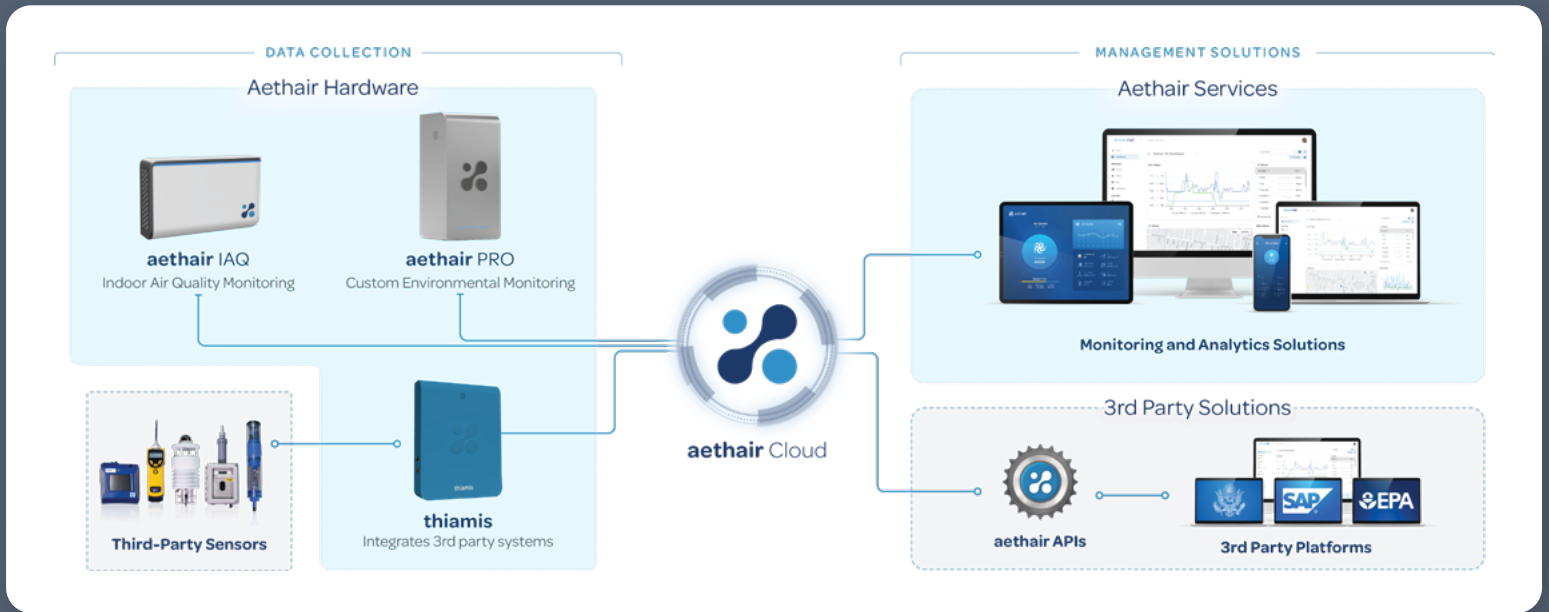 DATA COLLECTION
MANAGEMENT SOLUTIONS
Aethair Hardware
Aethair Services
aethair IAQ
Indoor Air Quality Monitoring
aethair PRO
Custom Environmental Monitoring
Monitoring and Analytics Solutions
3rd Party Solutions
aethair Cloud
thiamis
thiamis
Integrates 3rd party systems
Third-Party Sensors
SAP
EPA
aethair APIs
3rd Party Platforms